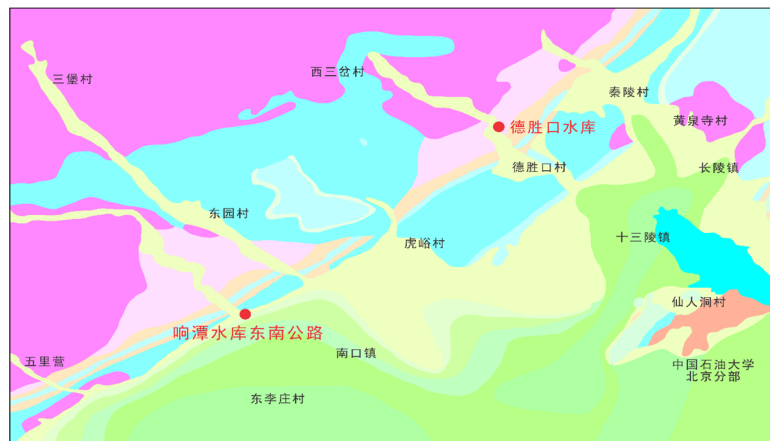 三堡村
西三岔村
秦陵村
黄泉寺村
德胜口水库
德胜口村
长陵镇
东园村
虎峪村
十三陵镇
仙人洞村
响潭水库东南公路
南口镇
五里营
中国石油大学
北京分部
东李庄村